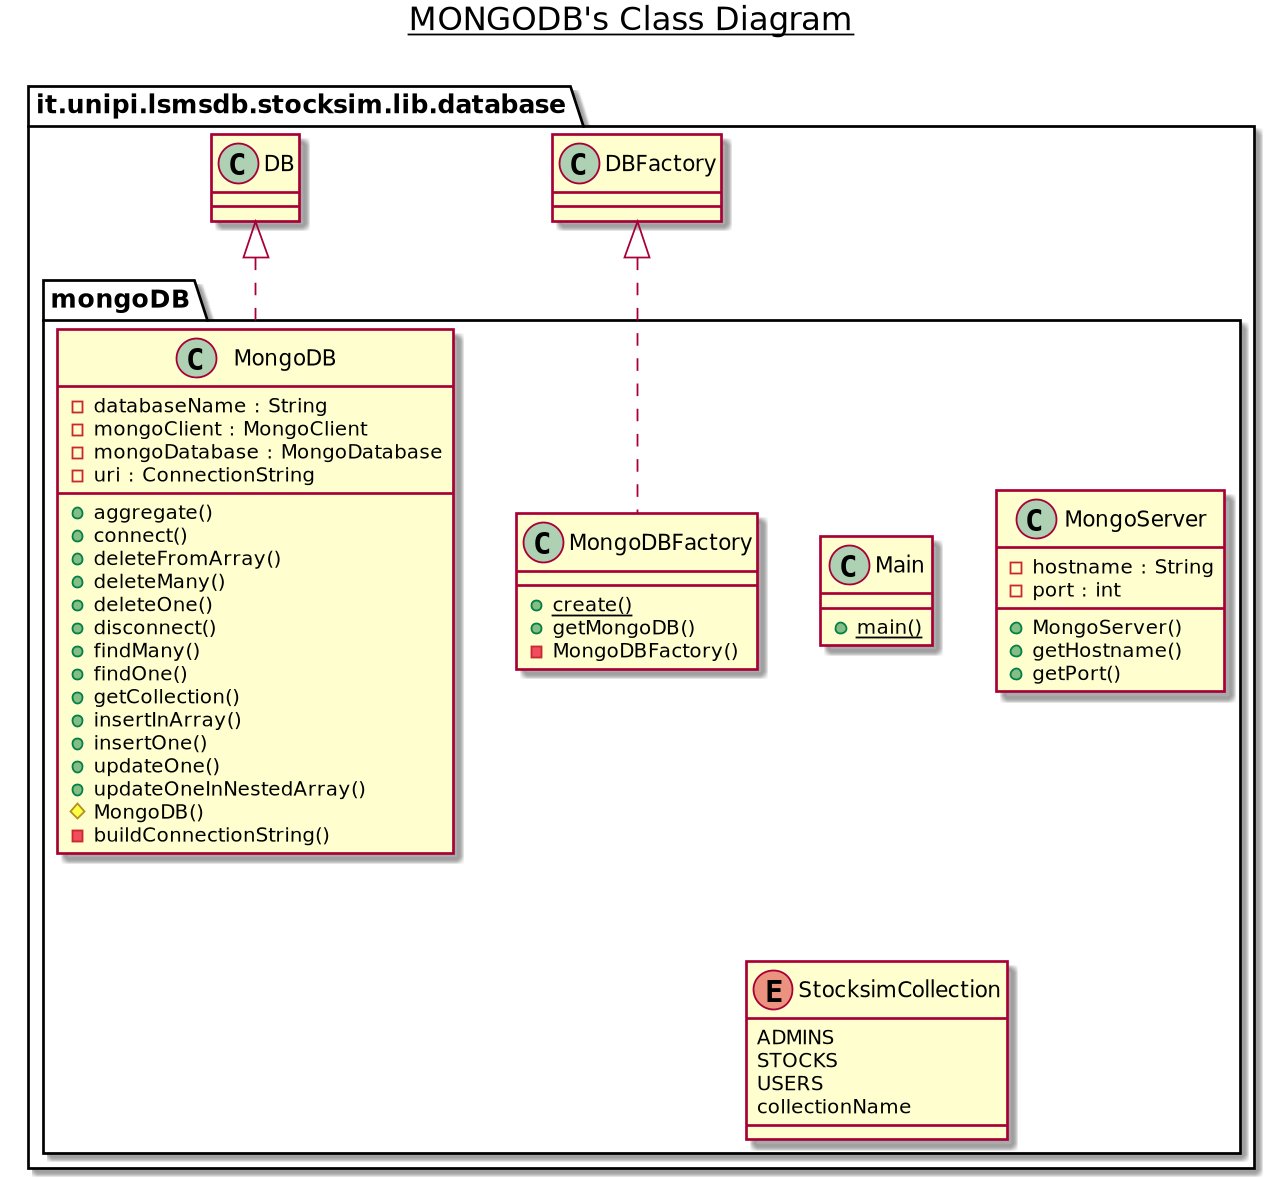 MONGODB's Class Diagram
it.unipi.lsmsdb.stocksim.lib.database
C DB
C DBFactory
mongoDB
C MongoDB
databaseName : String
mongoClient : MongoClient
mongoDatabase : MongoDatabase
uri : ConnectionString
aggregate()
connect()
deleteFromArray()
deleteMany()
deleteOne()
disconnect()
findMany()
findOne()
getCollection()
insertInArray()
insertOne()
updateOne()
updateOneInNestedArray()
MongoDB()
buildConnectionString()
C MongoDBFactory
create()
getMongoDB()
MongoDBFactory()
C Main
main()
C MongoServer
hostname : String
port : int
MongoServer()
getHostname()
getPort()
E StocksimCollection
ADMINS
STOCKS
USERS
collectionName